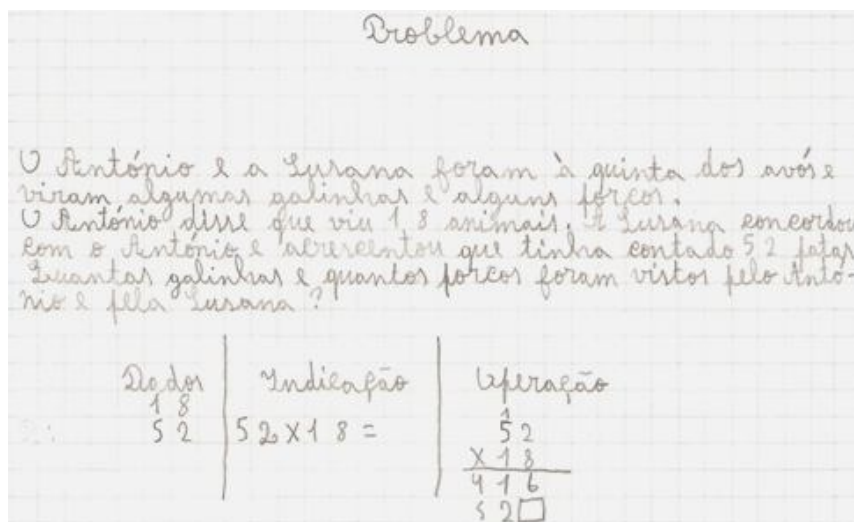 Problema
O António e a Susana foram à quinta dos avós e
viram algumas galinhas e alguns porcos.
O António disse que viu 18 animais. A Susana concordou
com o António e acrescentou que tinha contado 52 patas
Quantas galinhas e quantos porcos foram vistos pelo Antó-
nio e pela Susana?
Dados | Indicação | Operação
18
52 | 52 x 18 = | 52
x 18
416
52